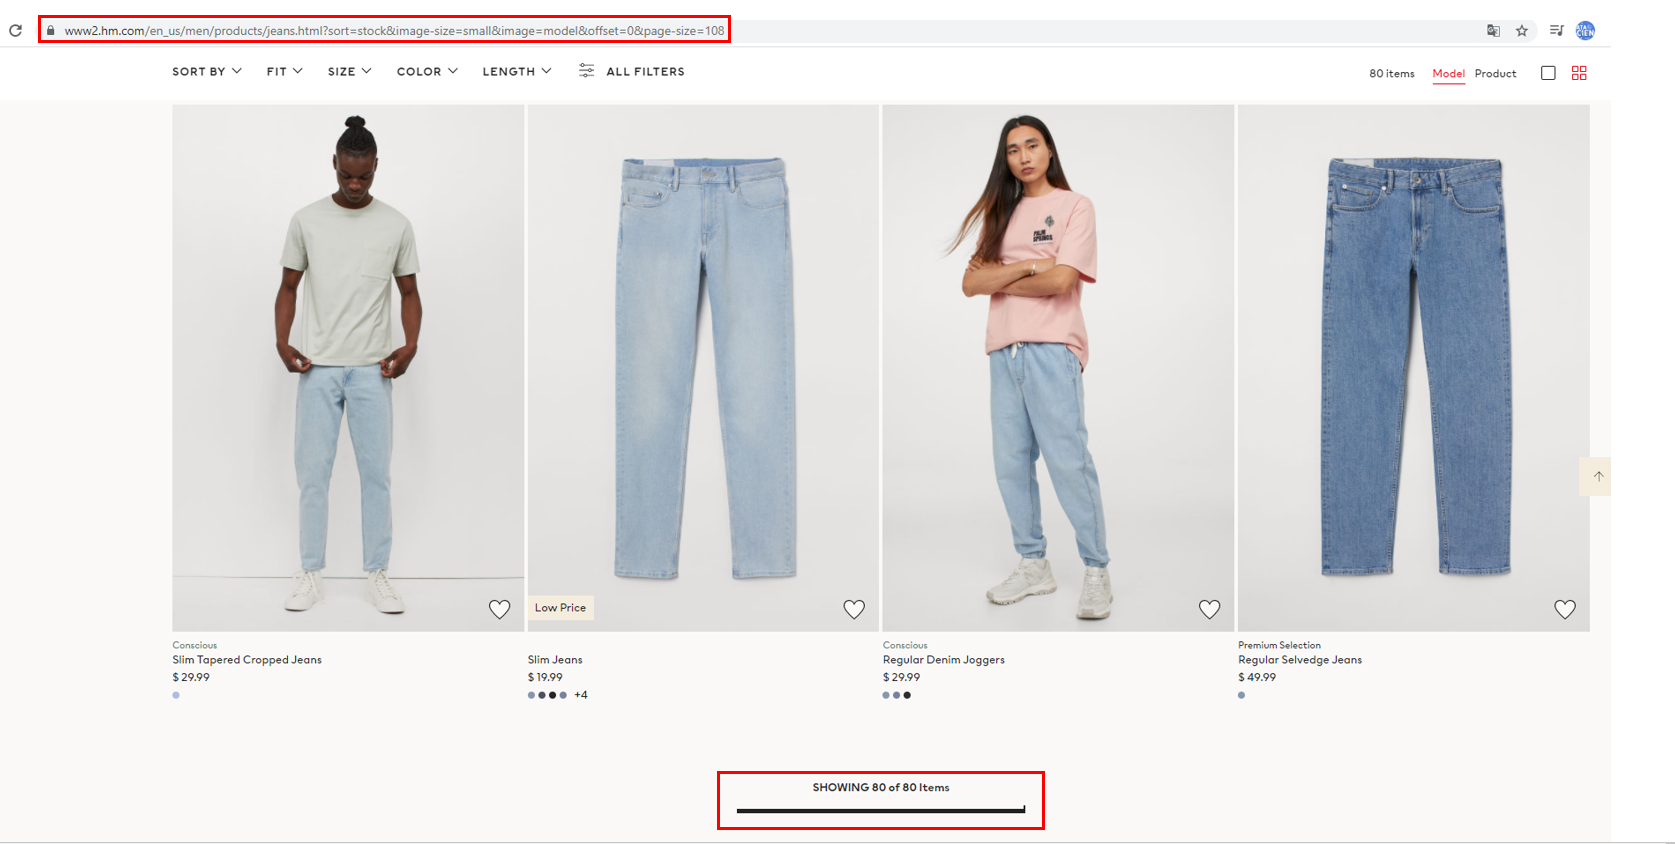 www2.hm.com/en_us/men/products/jeans.html?sort=stock&image-size=small&image=model&offset=0&page-size=108
SORT BY FIT SIZE COLOR LENGTH ALL FILTERS 80 items Model Product
PALM
SPRINGS
Low Price
Conscious
Slim Tapered Cropped Jeans
$ 29.99
Slim Jeans
$ 19.99
+4
Conscious
Regular Denim Joggers
$ 29.99
Premium Selection
Regular Selvedge Jeans
$ 49.99
SHOWING 80 of 80 Items